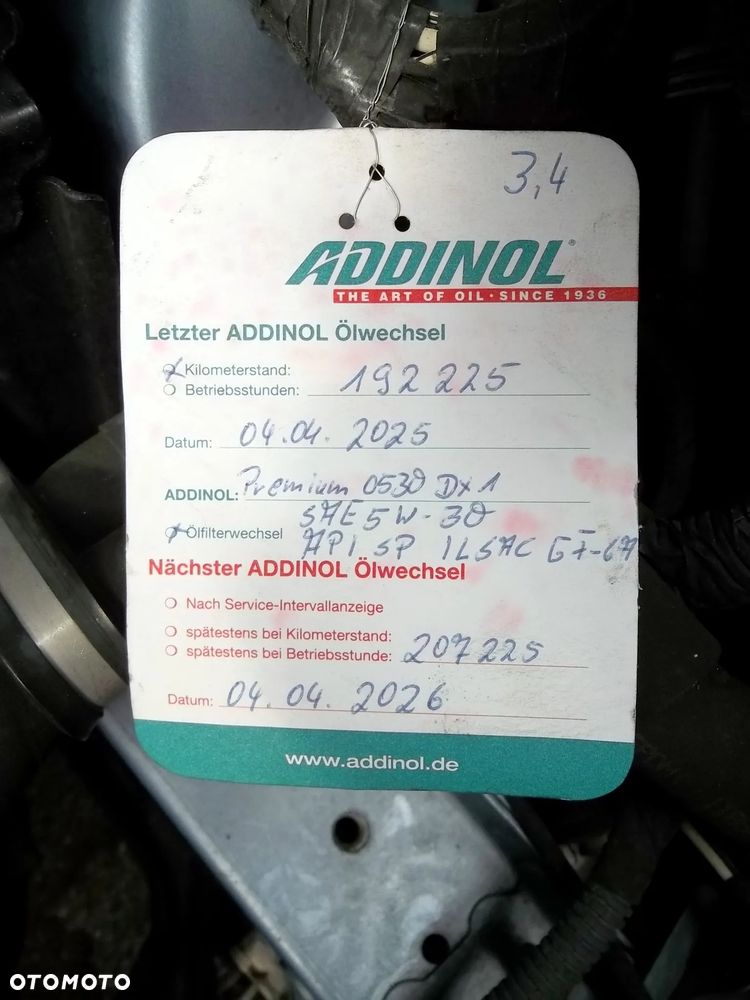 3,4
ADDINOL®
THE ART OF OIL · SINCE 1936
Letzter ADDINOL Ölwechsel
Kilometerstand:
Betriebsstunden: 192 225
Datum: 04.04. 2025
ADDINOL: Premium 0530 DX1
SAE 5W-30
Ölfilterwechsel API SP ILSAC GF-6A
Nächster ADDINOL Ölwechsel
Nach Service-Intervallanzeige
spätestens bei Kilometerstand:
spätestens bei Betriebsstunde: 207225
Datum: 04.04. 2026
www.addinol.de
OTOMOTO